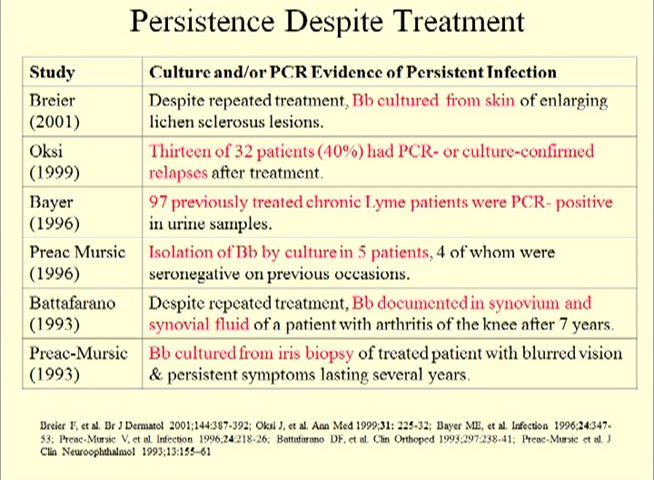 Persistence Despite Treatment
Study
Culture and/or PCR Evidence of Persistent Infection
Breier
(2001)
Despite repeated treatment, Bb cultured from skin of enlarging
lichen sclerosus lesions.
Oksi
(1999)
Thirteen of 32 patients (40%) had PCR- or culture-confirmed
relapses after treatment.
Bayer
(1996)
97 previously treated chronic Lyme patients were PCR- positive
in urine samples.
Preac Mursic
(1996)
Isolation of Bb by culture in 5 patients, 4 of whom were
seronegative on previous occasions.
Battafarano
(1993)
Despite repeated treatment, Bb documented in synovium and
synovial fluid of a patient with arthritis of the knee after 7 years.
Preac-Mursic
(1993)
Bb cultured from iris biopsy of treated patient with blurred vision
& persistent symptoms lasting several years.
Breier F, et al. Br J Dermatol 2001;144:387-392; Oksi J, et al. Ann Med 1999;31: 225-32; Bayer ME, et al. Infection 1996;24:347-
53; Preac-Mursic V, et al. Infection 1996;24:218-26; Battafarano DF, et al. Clin Orthoped 1993;297:238-41; Preac-Mursic et al. J
Clin Neuroophthalmol 1993;13:155-61